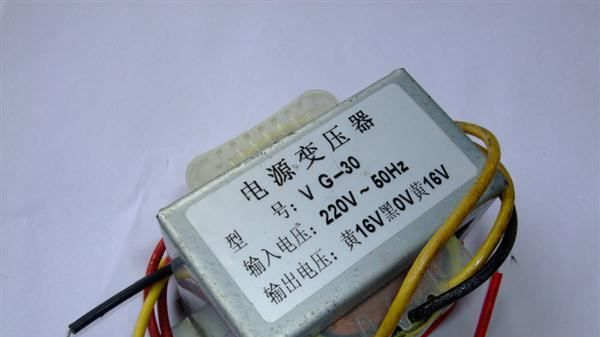 电源变压器
型 号: V G-30
输入电压: 220V ~ 50Hz
输出电压: 黄16V黑0V黄16V